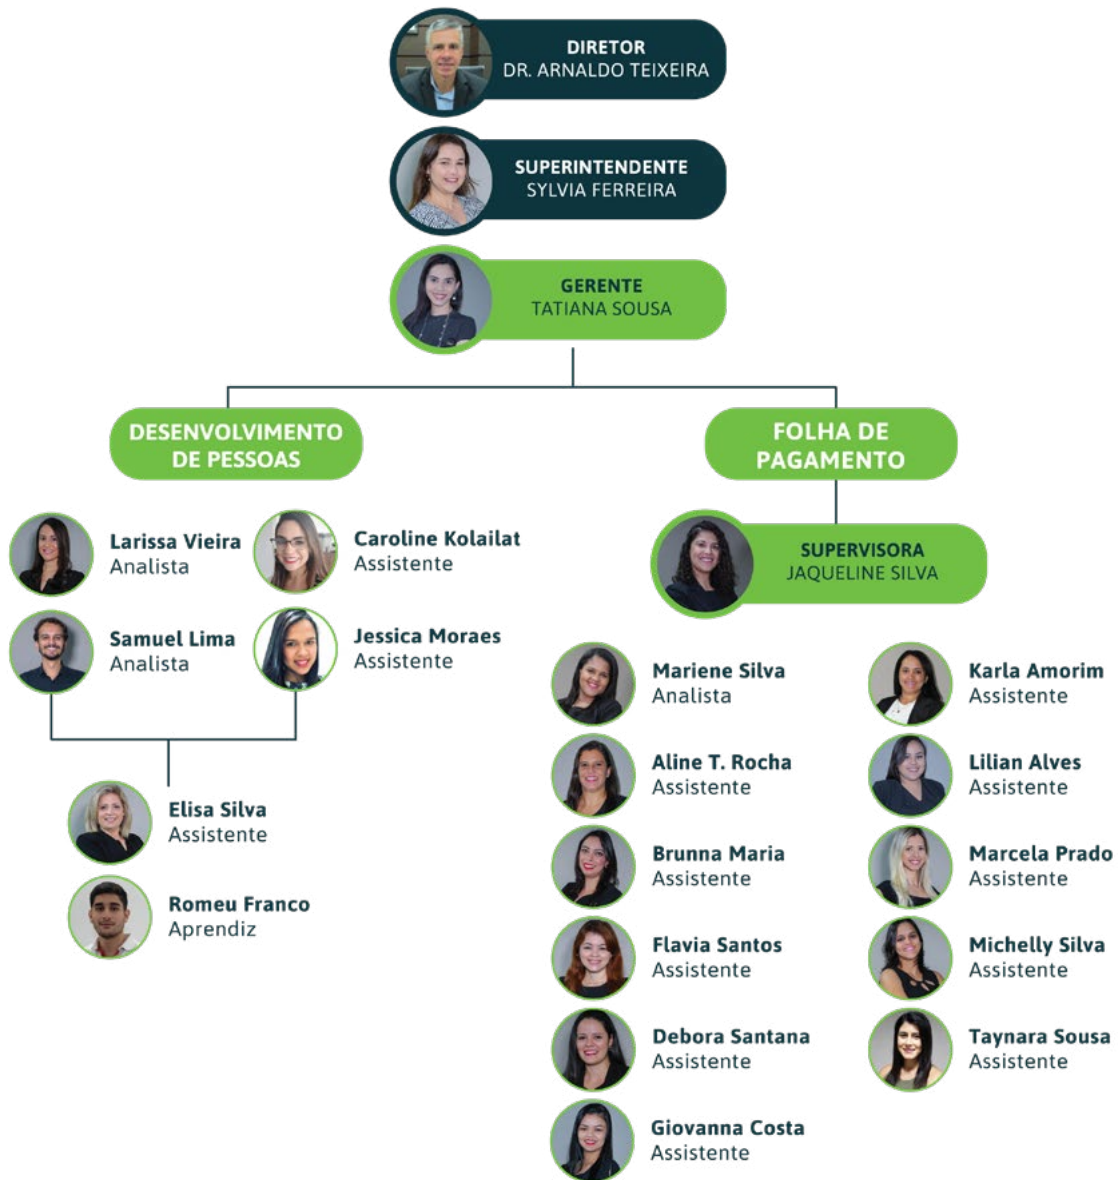 DIRETOR
DR. ARNALDO TEIXEIRA
SUPERINTENDENTE
SYLVIA FERREIRA
GERENTE
TATIANA SOUSA
DESENVOLVIMENTO
DE PESSOAS
Larissa Vieira
Analista
Caroline Kolailat
Assistente
Samuel Lima
Analista
Jessica Moraes
Assistente
Elisa Silva
Assistente
Romeu Franco
Aprendiz
FOLHA DE
PAGAMENTO
SUPERVISORA
JAQUELINE SILVA
Mariene Silva
Analista
Karla Amorim
Assistente
Aline T. Rocha
Assistente
Lilian Alves
Assistente
Brunna Maria
Assistente
Marcela Prado
Assistente
Flavia Santos
Assistente
Michelly Silva
Assistente
Debora Santana
Assistente
Taynara Sousa
Assistente
Giovanna Costa
Assistente